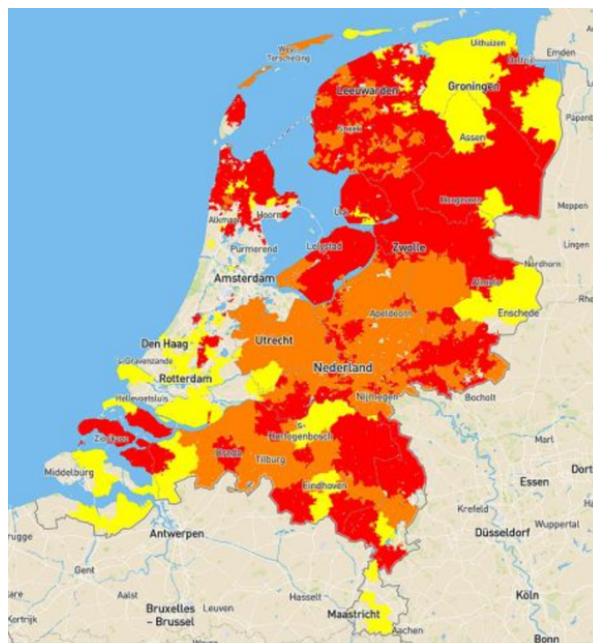 Uithuizen
Emden
West-
Terschelling
Delfzijl
Leeuwarden
Groningen
Papenb
Sneek
Assen
Meppen
Hoogeveen
Hoorn
Urk
Alkmaar
Lingen
Zwolle
Purmerend
Lelystad
Nordhorn
Amsterdam
Almelo
Rhe
Apeldoorn
Enschede
Den Haag
Utrecht
's-Gravenzande
Nederland
Rotterdam
Hellevoetsluis
Nijmegen
Bocholt
's-
Hertogenbosch
Marl
Zierikzee
Breda
Tilburg
Dort
Essen
Middelburg
Eindhoven
Krefeld
Wuppertal
Antwerpen
Düsseldorf
Brugge
Gent
Aalst
Hasselt
Köln
Bruxelles
- Brussel
Leuven
Maastricht
Kortrijk
Aachen
Bonn